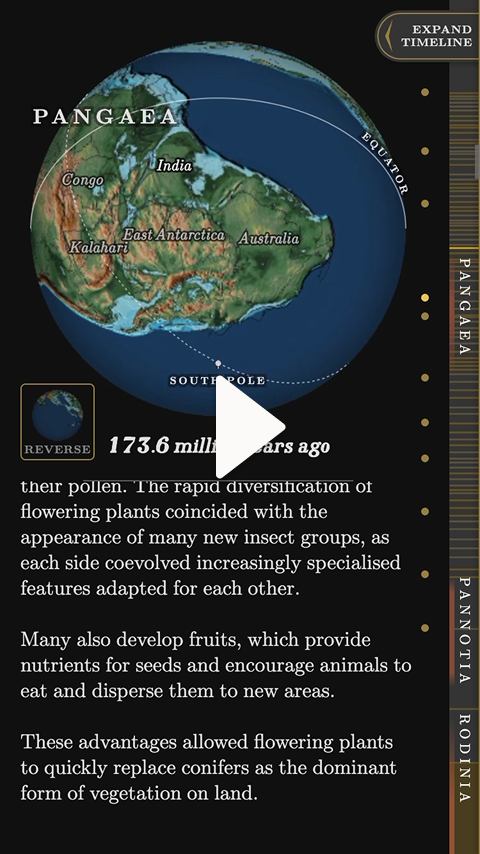 EXPAND
TIMELINE
PANGAEA
EQUATOR
India
Congo
East Antarctica
Australia
Kalahari
SOUTH POLE
REVERSE
173.6 ago
their pollen. The rapid diversification of
flowering plants coincided with the
appearance of many new insect groups, as
each side coevolved increasingly specialised
features adapted for each other.
Many also develop fruits, which provide
nutrients for seeds and encourage animals to
eat and disperse them to new areas.
These advantages allowed flowering plants
to quickly replace conifers as the dominant
form of vegetation on land.
PANGAEA
PANNOTIA
RODINIA